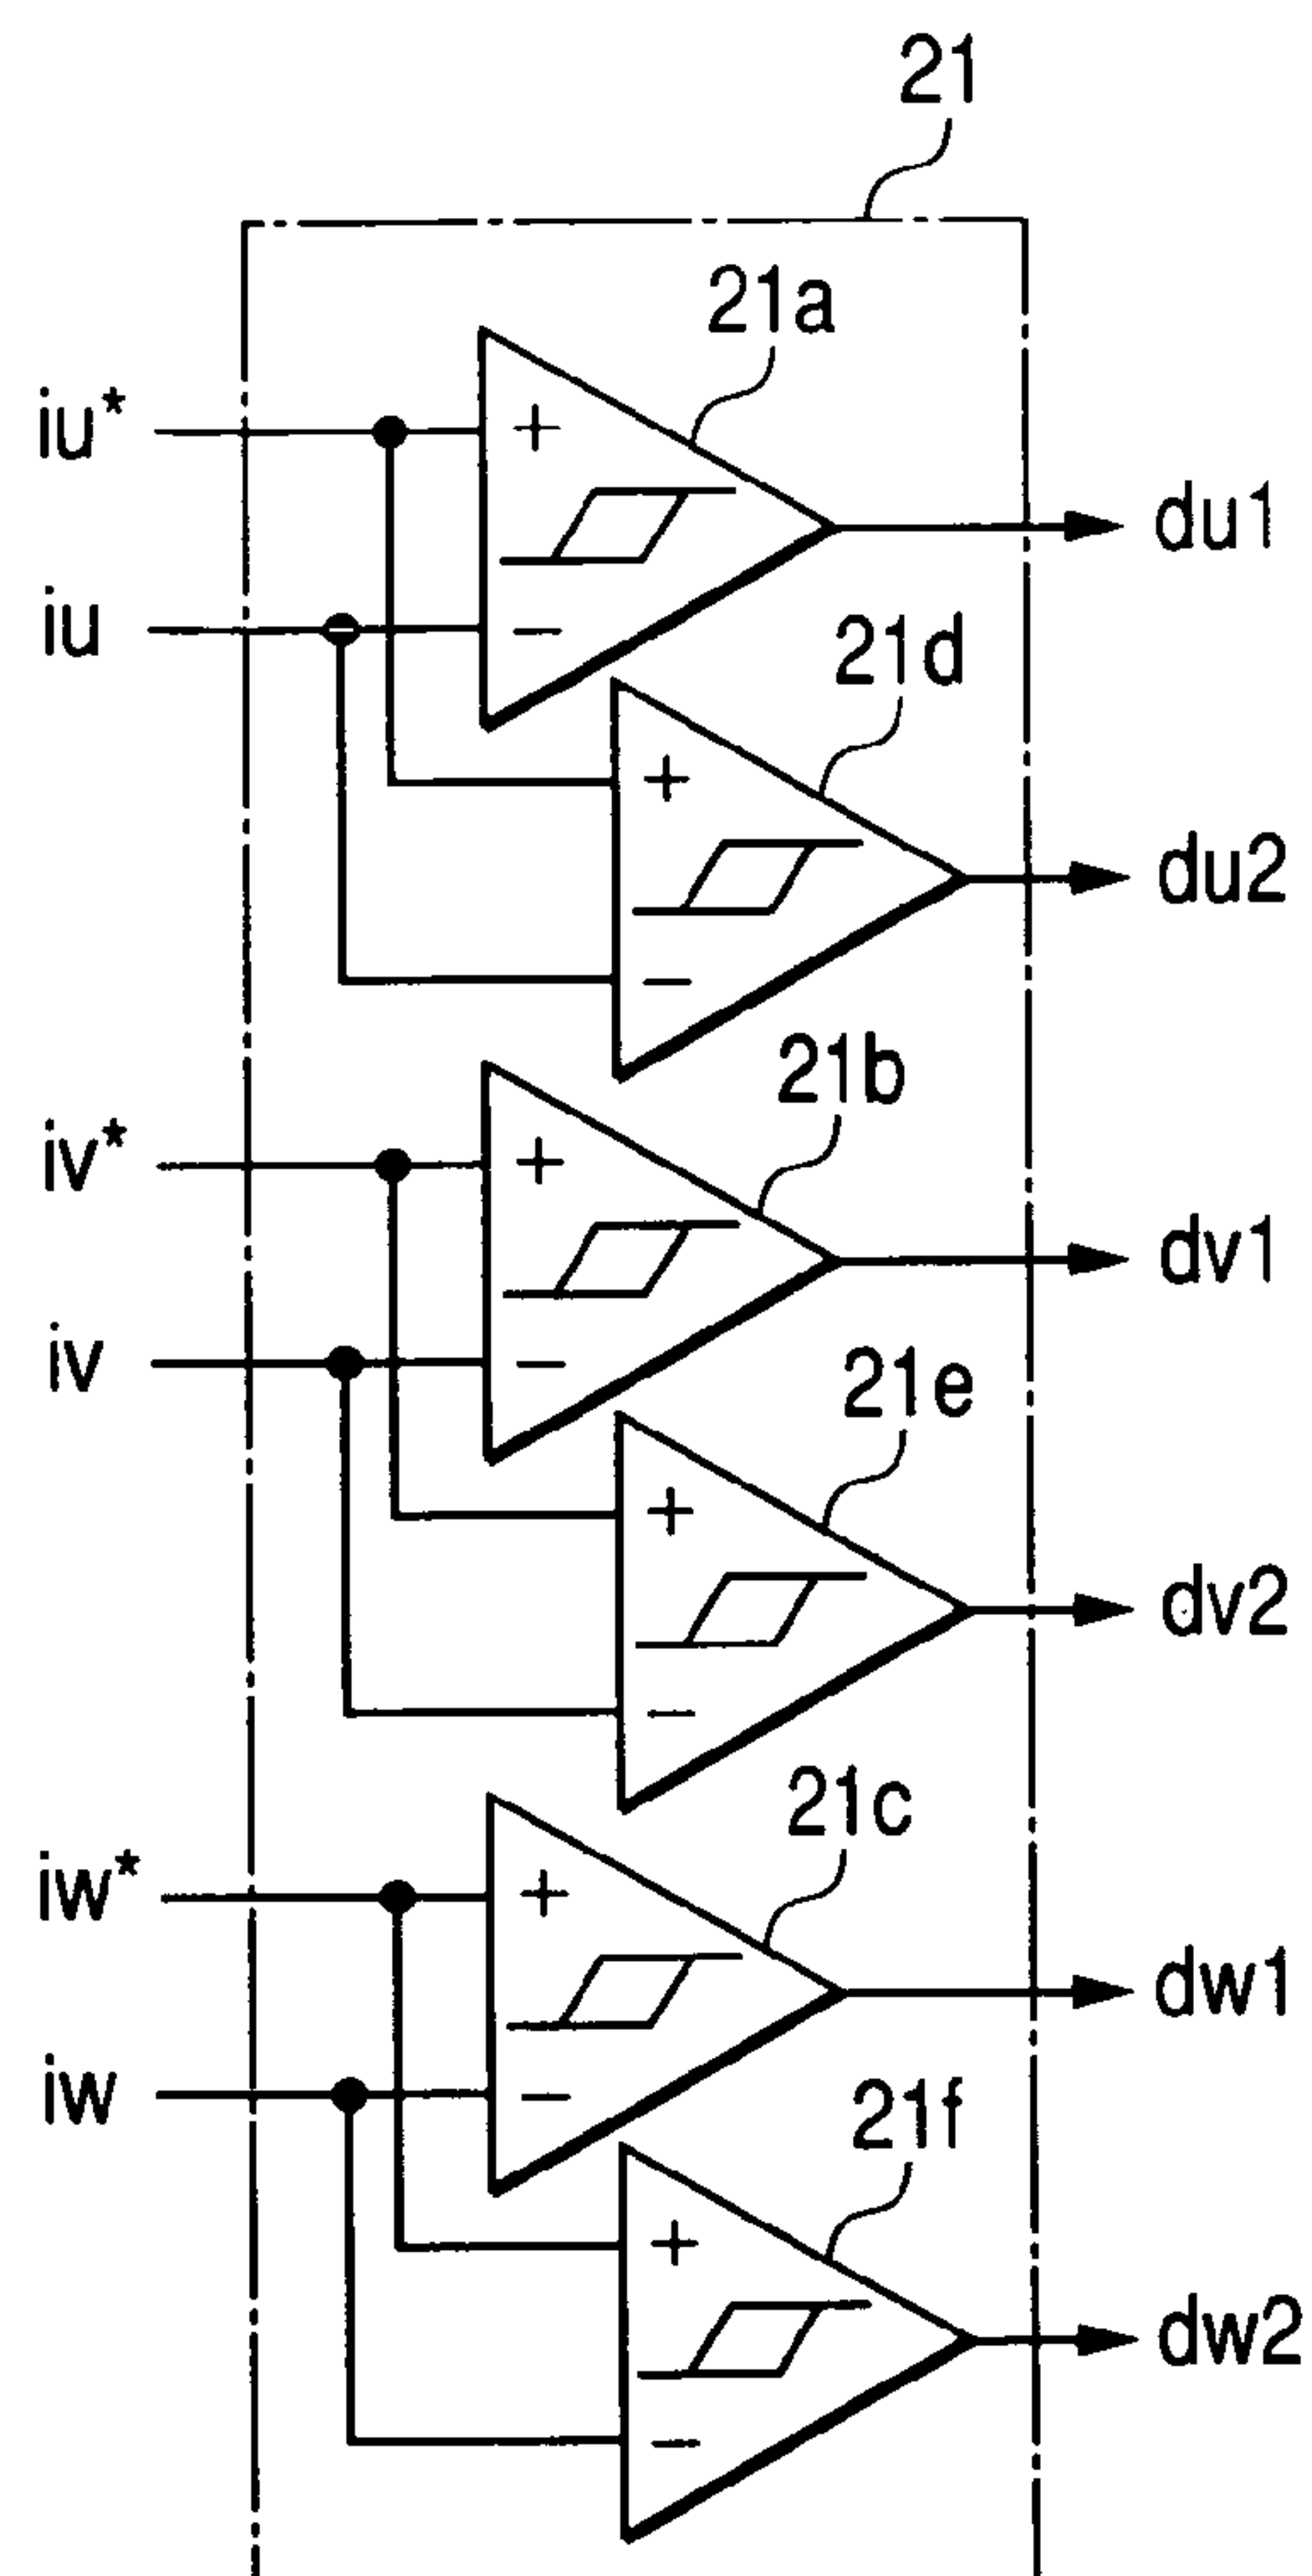 21
21a
iu*
+
du1
iu
−
21d
+
du2
−
21b
iv*
+
dv1
iv
−
21e
+
dv2
−
21c
iw*
+
dw1
iw
−
21f
+
dw2
−